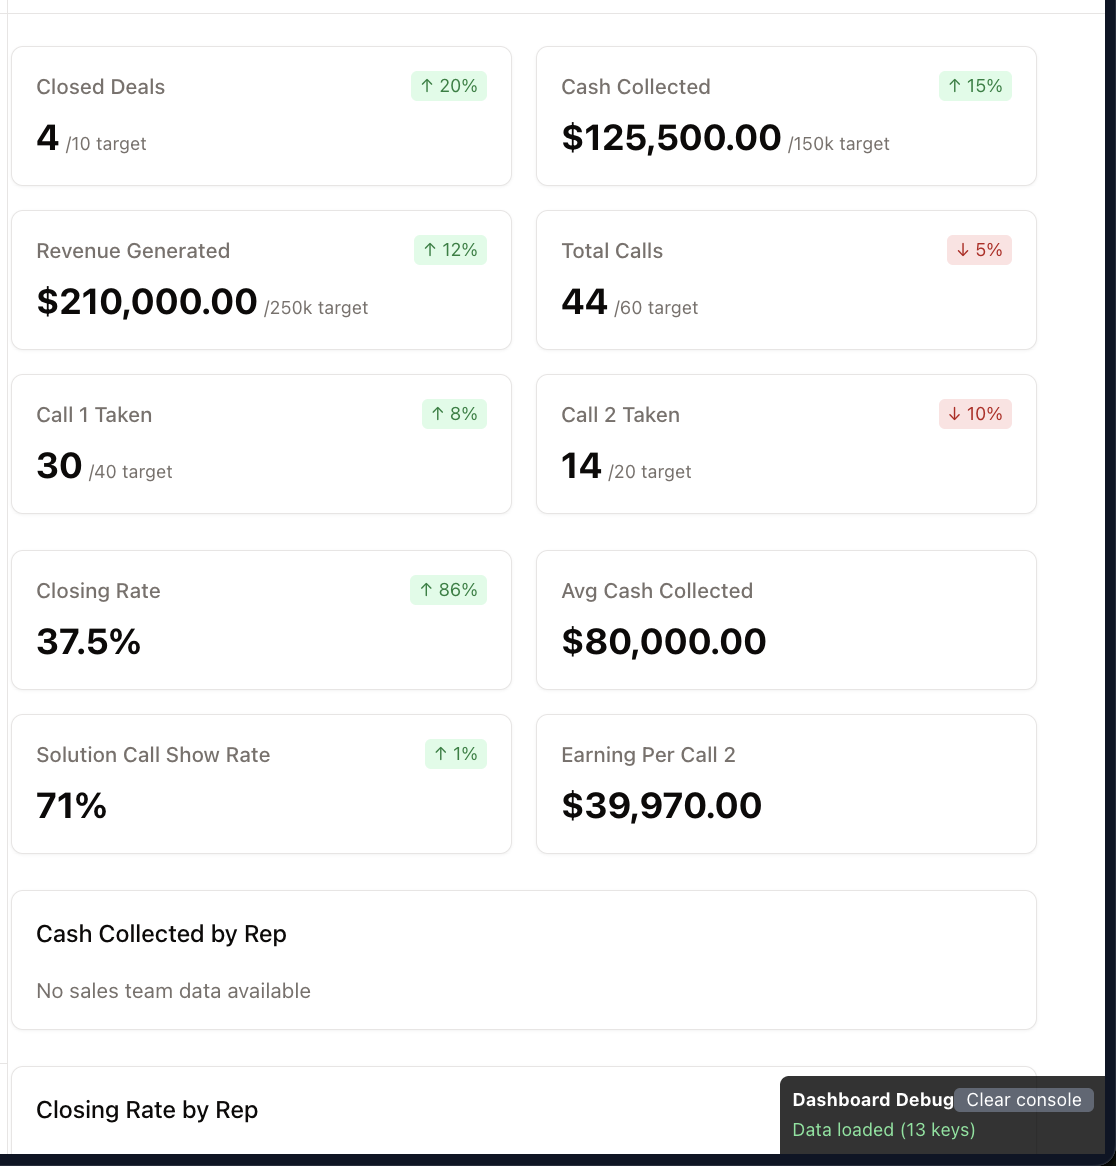 Closed Deals ↑ 20%
4 /10 target
Cash Collected ↑ 15%
$125,500.00 /150k target
Revenue Generated ↑ 12%
$210,000.00 /250k target
Total Calls ↓ 5%
44 /60 target
Call 1 Taken ↑ 8%
30 /40 target
Call 2 Taken ↓ 10%
14 /20 target
Closing Rate ↑ 86%
37.5%
Avg Cash Collected
$80,000.00
Solution Call Show Rate ↑ 1%
71%
Earning Per Call 2
$39,970.00
Cash Collected by Rep
No sales team data available
Closing Rate by Rep
Dashboard Debug Clear console
Data loaded (13 keys)